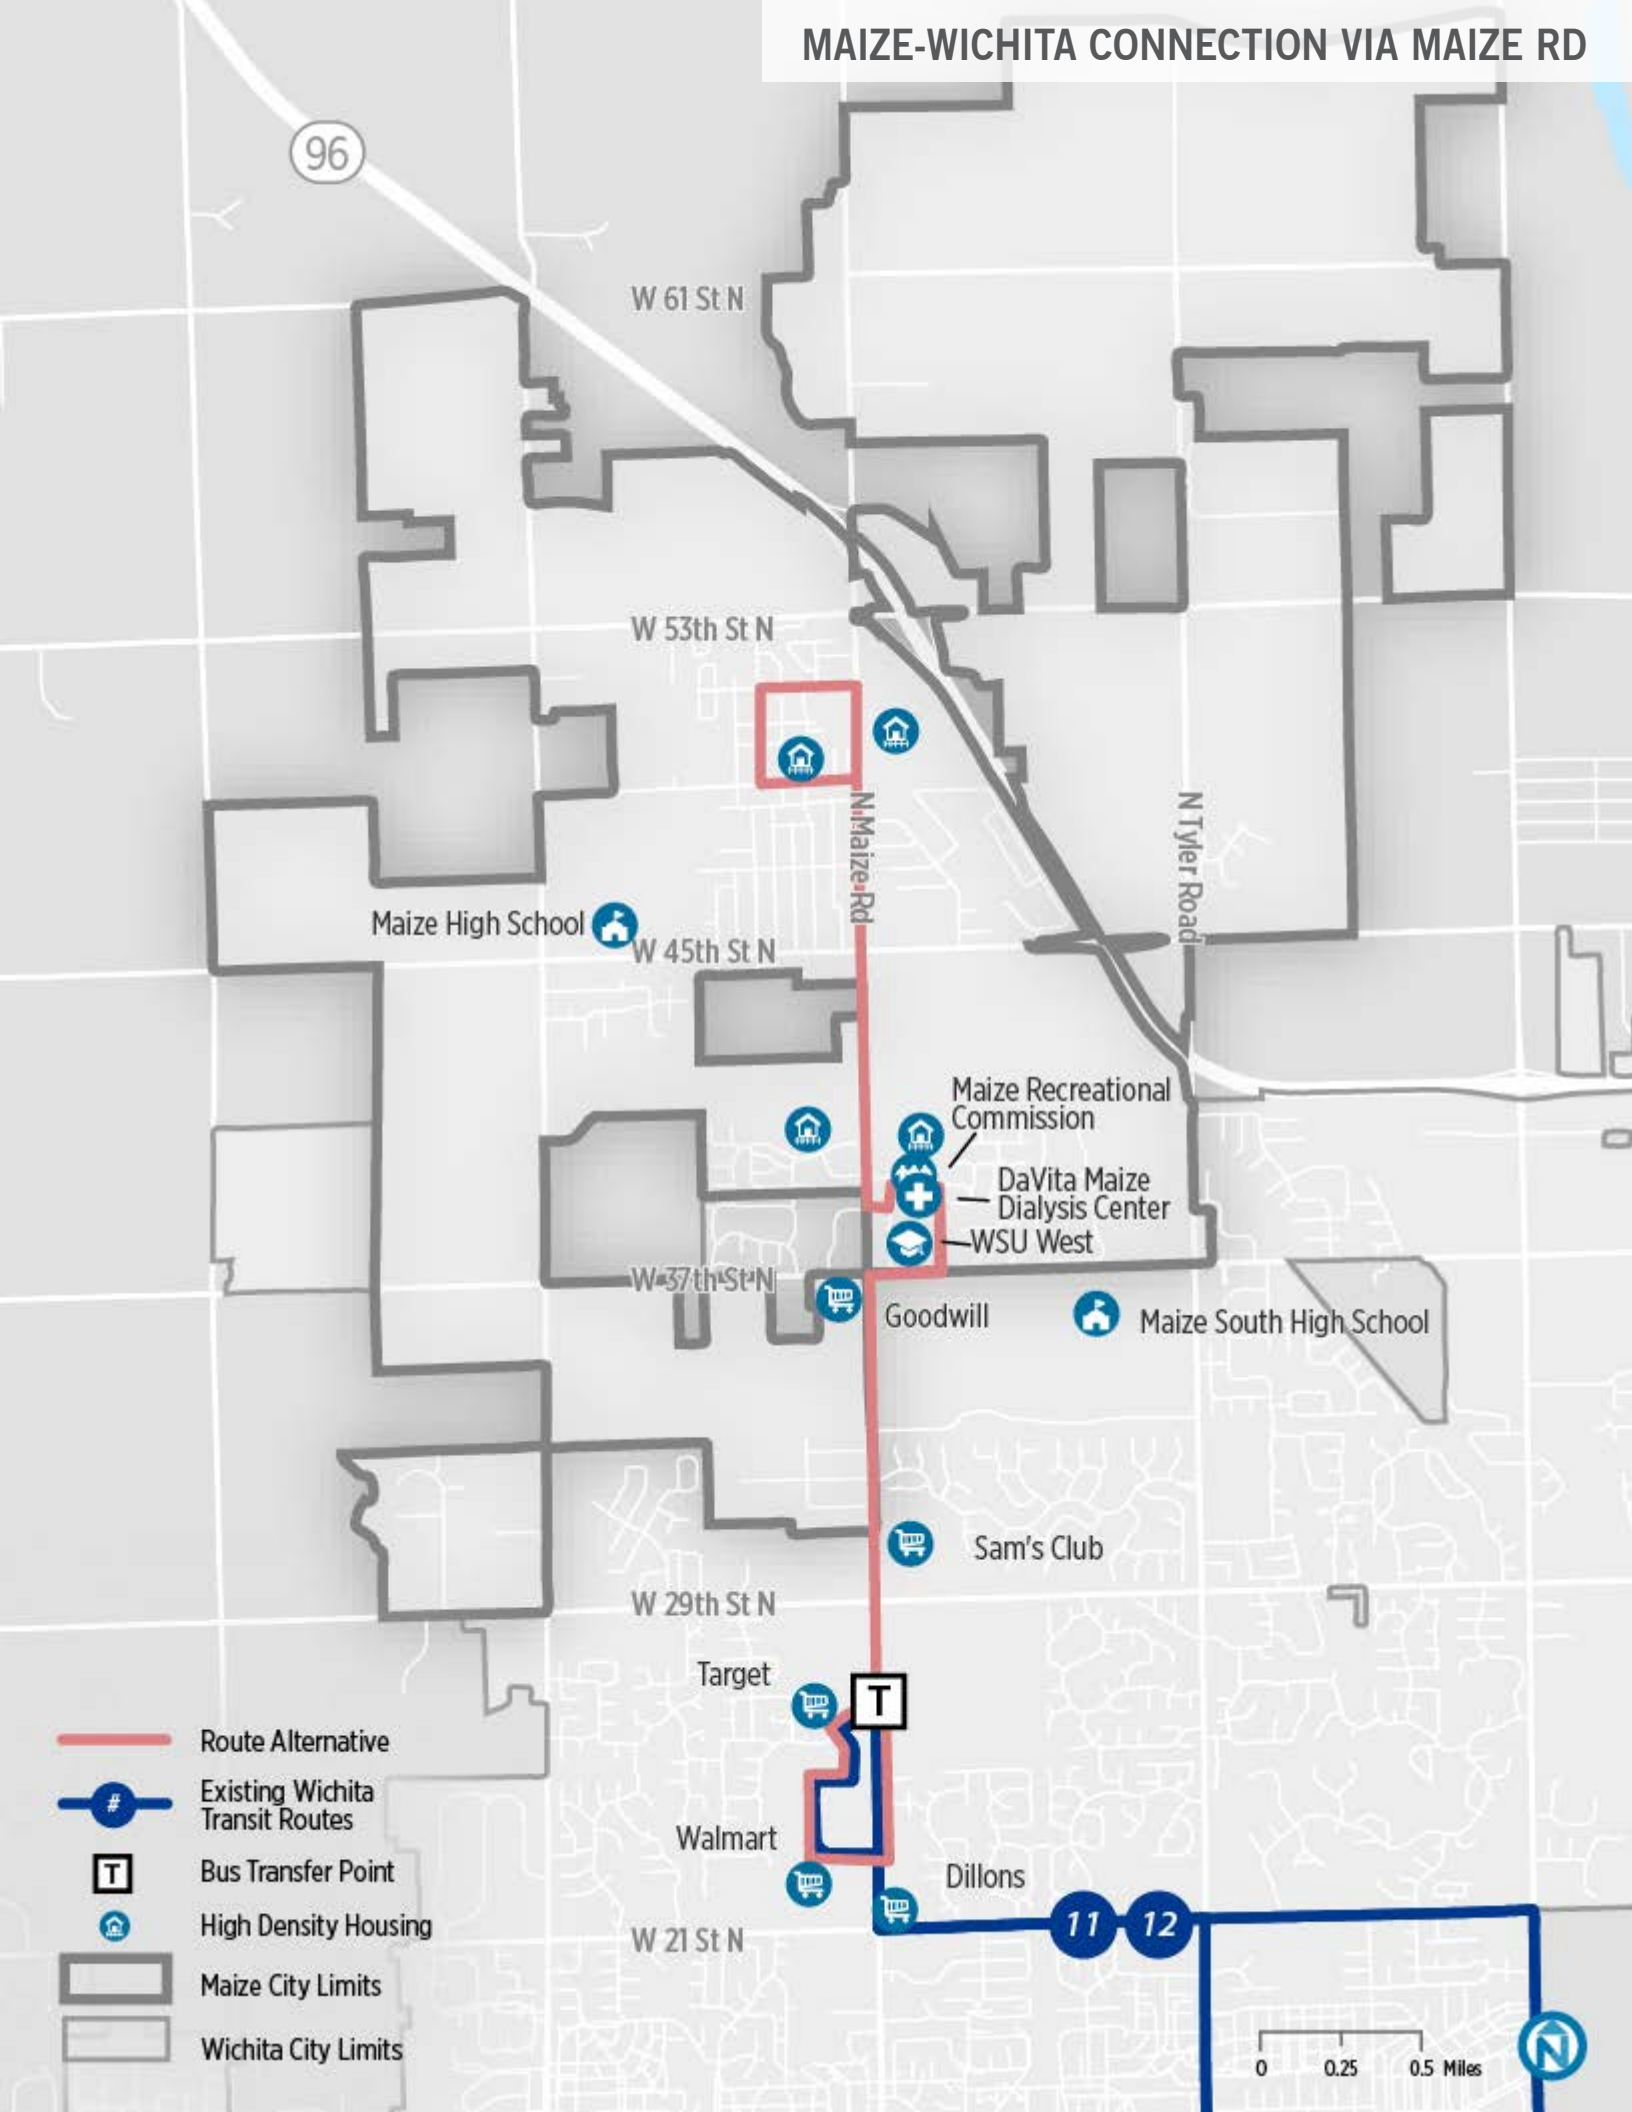 MAIZE-WICHITA CONNECTION VIA MAIZE RD
96
W 61 St N
W 53th St N
N Maize Rd
N Tyler Road
Maize High School
W 45th St N
Maize Recreational
Commission
DaVita Maize
Dialysis Center
WSU West
W 37th St N
Goodwill
Maize South High School
Sam's Club
W 29th St N
Target
T
Walmart
Dillons
11
12
W 21 St N
Route Alternative
#
Existing Wichita
Transit Routes
T
Bus Transfer Point
High Density Housing
Maize City Limits
Wichita City Limits
0 0.25 0.5 Miles
N